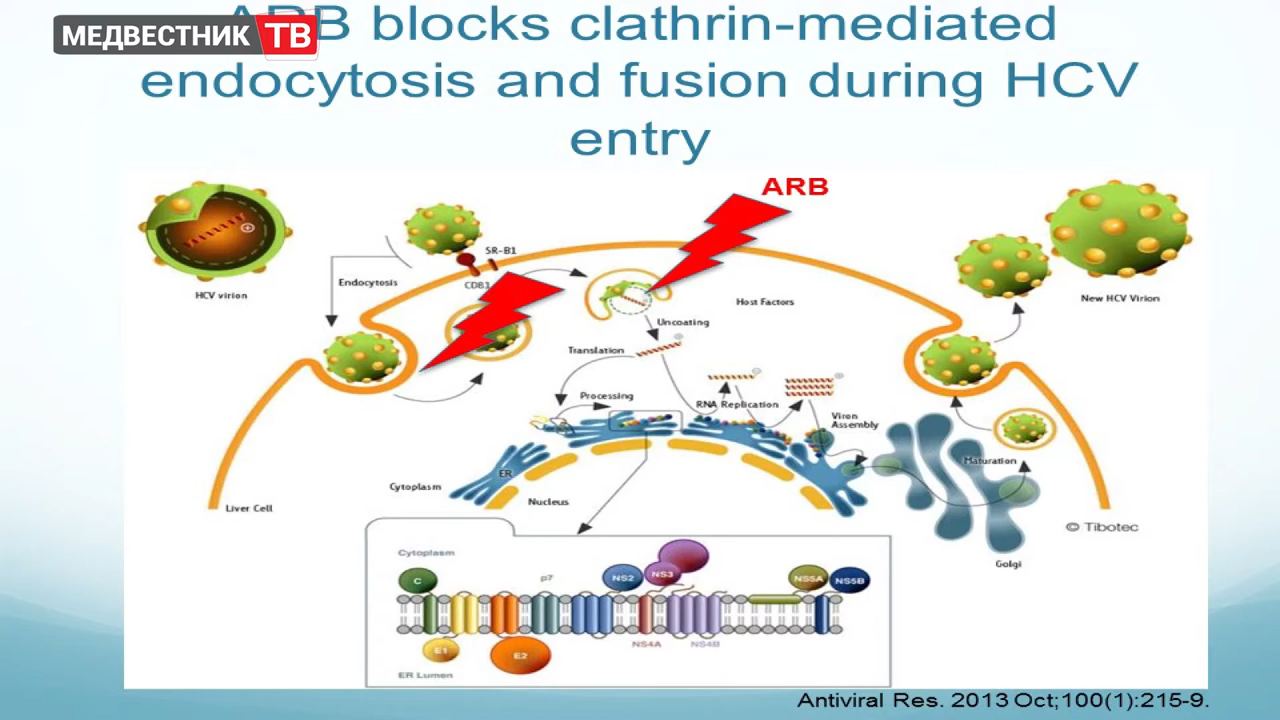 МЕДВЕСТНИК ТВ
ARB blocks clathrin-mediated
endocytosis and fusion during HCV
entry
ARB
SR-B1
CD81
Endocytosis
HCV virion
Host Factors
New HCV Virion
Uncoating
Translation
Processing
RNA Replication
Viron
Assembly
Maturation
ER
Cytoplasm
Nucleus
Liver Cell
© Tibotec
Golgi
Cytoplasm
C
p7
NS2
NS3
NS5A
NS5B
NS4A
NS4B
E1
E2
ER Lumen
Antiviral Res. 2013 Oct;100(1):215-9.